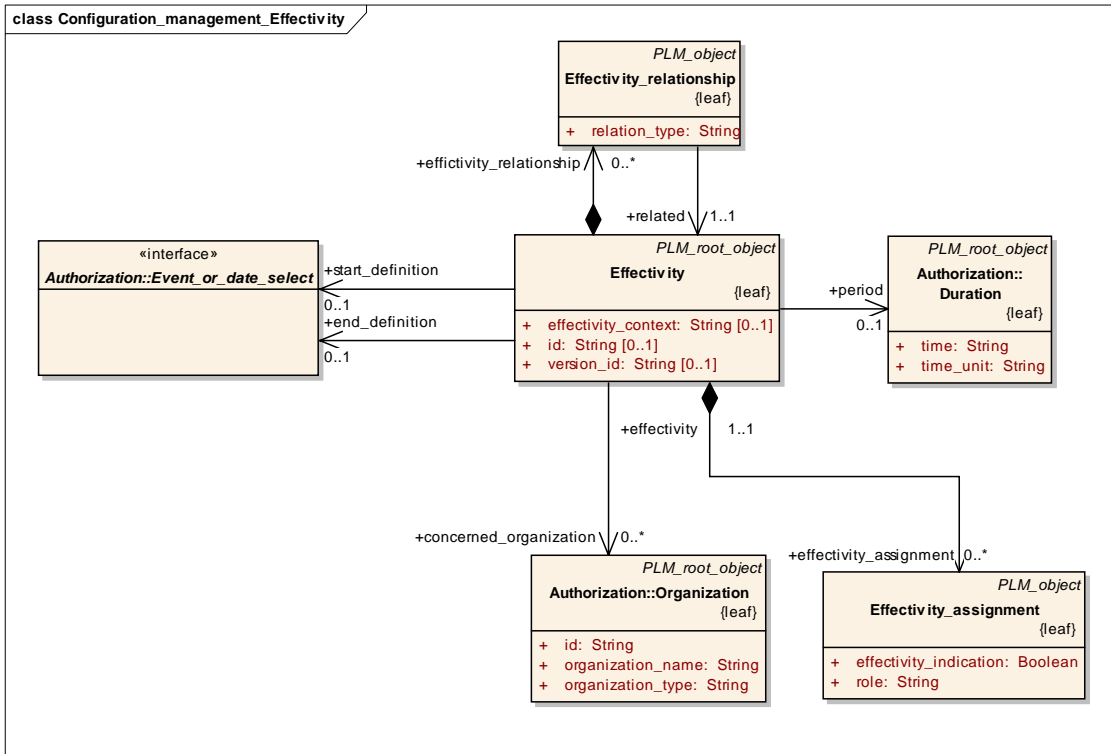 class Configuration_management_Effectivity
PLM_object
Effectivity_relationship
{leaf}
+ relation_type: String
+effictivity_relationship
0..*
+related
1..1
«interface»
Authorization::Event_or_date_select
+start_definition
0..1
+end_definition
0..1
PLM_root_object
Effectivity
{leaf}
+ effectivity_context: String [0..1]
+ id: String [0..1]
+ version_id: String [0..1]
+period
0..1
PLM_root_object
Authorization::
Duration
{leaf}
+ time: String
+ time_unit: String
+effectivity
1..1
+concerned_organization
0..*
+effectivity_assignment
0..*
PLM_root_object
Authorization::Organization
{leaf}
+ id: String
+ organization_name: String
+ organization_type: String
PLM_object
Effectivity_assignment
{leaf}
+ effectivity_indication: Boolean
+ role: String